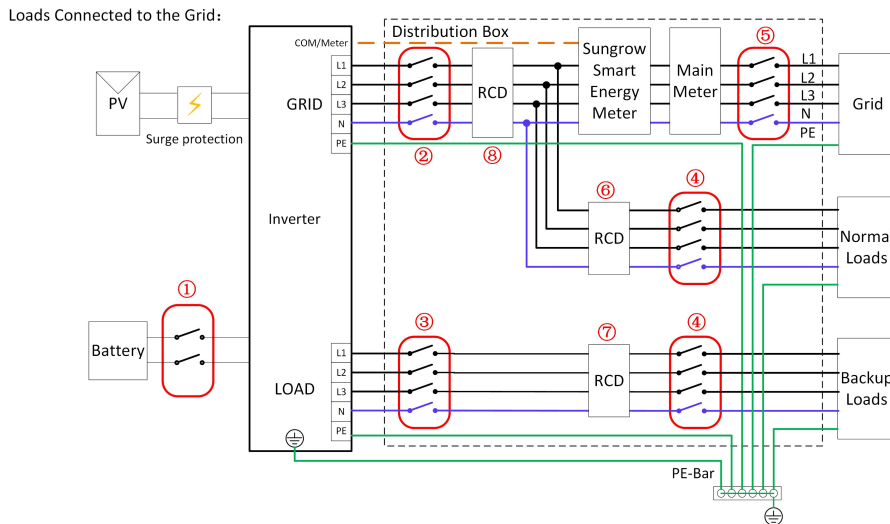 Loads Connected to the Grid:
COM/Meter
Distribution Box
⑤
L1
L2
L3
N
PE
GRID
PV
Surge protection
②
RCD
⑧
Sungrow
Smart
Energy
Meter
Main
Meter
L1
L2
L3
N
PE
Grid
⑥
④
RCD
Norma
Loads
Inverter
①
Battery
③
⑦
④
L1
L2
L3
N
PE
LOAD
RCD
Backup
Loads
PE-Bar